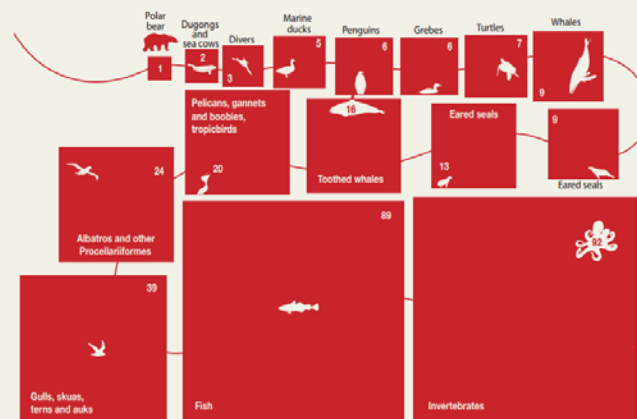 Polar
bear
1
Dugongs
and
sea cows
2
Divers
3
Marine
ducks
5
Penguins
6
Grebes
6
Turtles
7
Whales
9
Pelicans, gannets
and boobies,
tropicbirds
20
16
Toothed whales
Eared seals
13
9
Eared seals
24
Albatros and other
Procellariiformes
39
Gulls, skuas,
terns and auks
89
Fish
92
Invertebrates